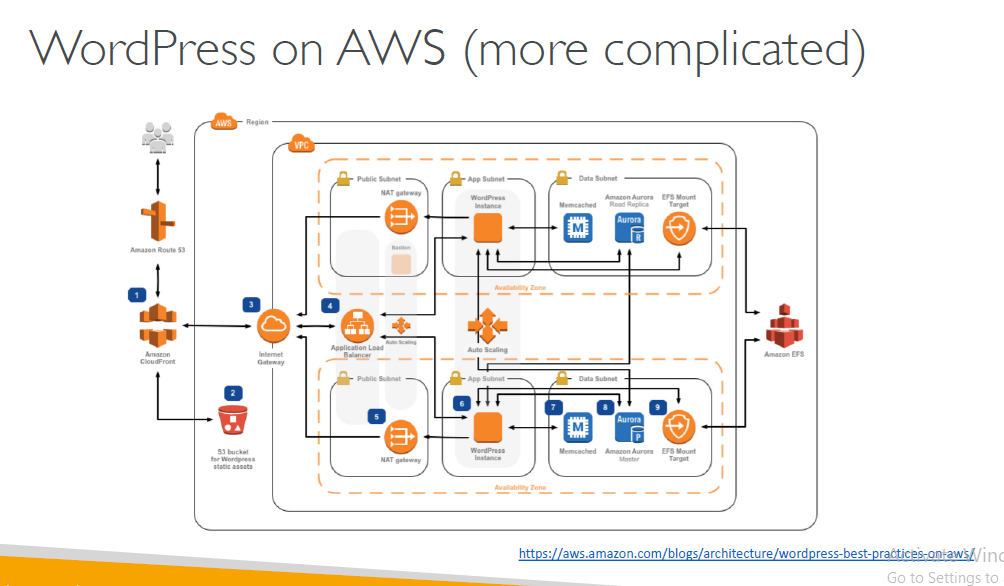 WordPress on AWS (more complicated)
AWS Region
VPC
Public Subnet
NAT gateway
Bastion
App Subnet
WordPress
Instance
Data Subnet
Memcached
Amazon Aurora
Read Replica
Aurora
R
EFS Mount
Target
M
Availability Zone
Amazon Route 53
1
Amazon
CloudFront
2
S3 bucket
for Wordpress
static assets
3
Internet
Gateway
4
Application Load
Balancer
Auto Scaling
Auto Scaling
Amazon EFS
Public Subnet
5
NAT gateway
App Subnet
6
WordPress
Instance
Data Subnet
7
M
Memcached
8
Aurora
P
Amazon Aurora
Master
9
EFS Mount
Target
Availability Zone
https://aws.amazon.com/blogs/architecture/wordpress-best-practices-on-aws/
Activate Wind
Go to Settings to